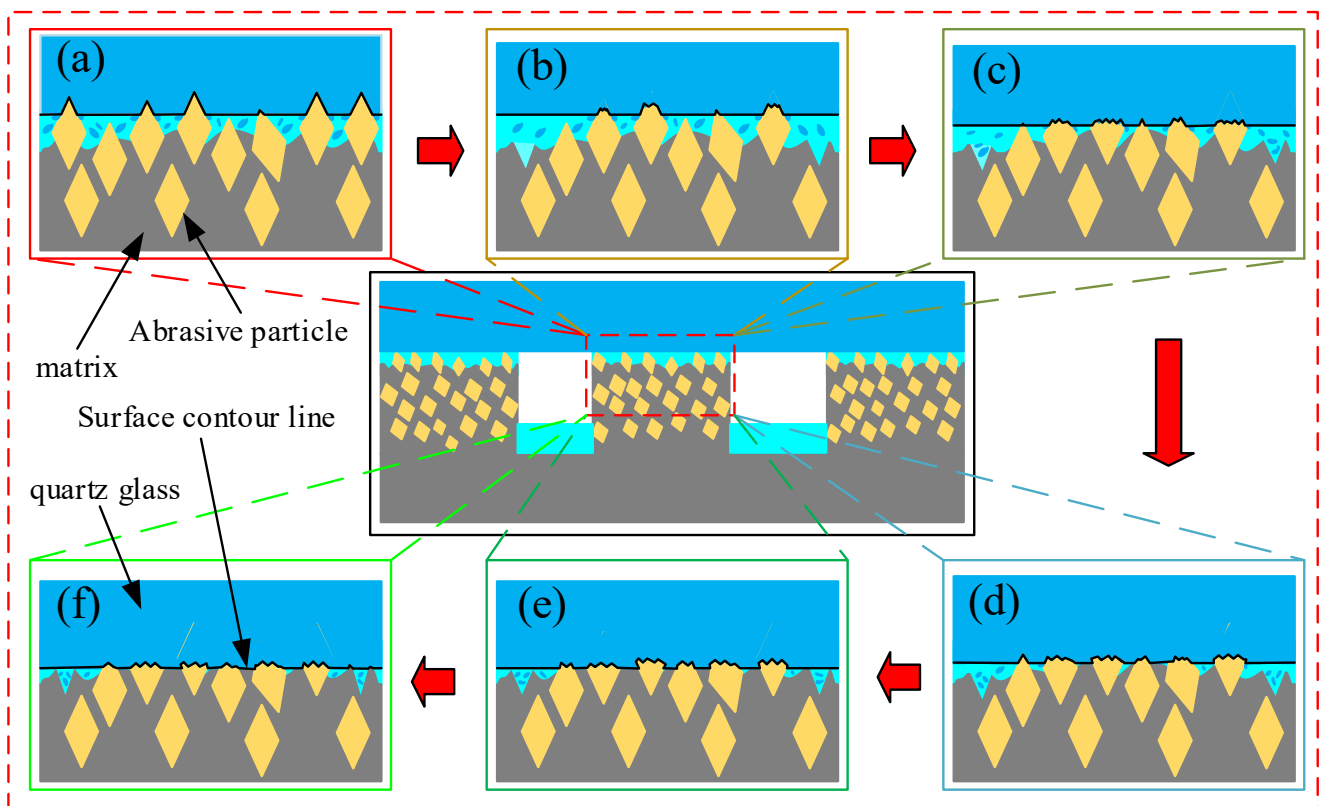 (a)
(b)
(c)
Abrasive particle
matrix
Surface contour line
quartz glass
(f)
(e)
(d)